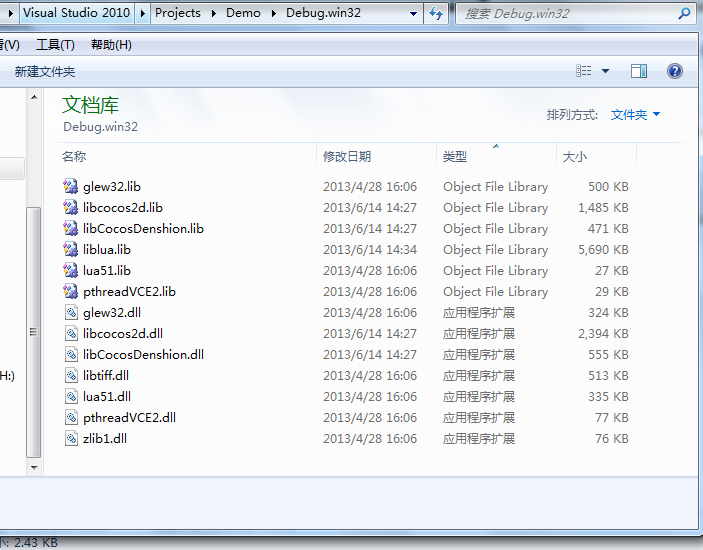 Visual Studio 2010 Projects Demo Debug.win32 搜索 Debug.win32
看(V) 工具(T) 帮助(H)
新建文件夹
文档库
Debug.win32
排列方式: 文件夹
名称 修改日期 类型 大小
glew32.lib 2013/4/28 16:06 Object File Library 500 KB
libcocos2d.lib 2013/6/14 14:27 Object File Library 1,485 KB
libCocosDenshion.lib 2013/6/14 14:27 Object File Library 471 KB
liblua.lib 2013/6/14 14:34 Object File Library 5,690 KB
lua51.lib 2013/4/28 16:06 Object File Library 27 KB
pthreadVCE2.lib 2013/4/28 16:06 Object File Library 29 KB
glew32.dll 2013/4/28 16:06 应用程序扩展 324 KB
libcocos2d.dll 2013/6/14 14:27 应用程序扩展 2,394 KB
libCocosDenshion.dll 2013/6/14 14:27 应用程序扩展 555 KB
libtiff.dll 2013/4/28 16:06 应用程序扩展 513 KB
H:)
lua51.dll 2013/4/28 16:06 应用程序扩展 335 KB
pthreadVCE2.dll 2013/4/28 16:06 应用程序扩展 77 KB
zlib1.dll 2013/4/28 16:06 应用程序扩展 76 KB
: 2.43 KB